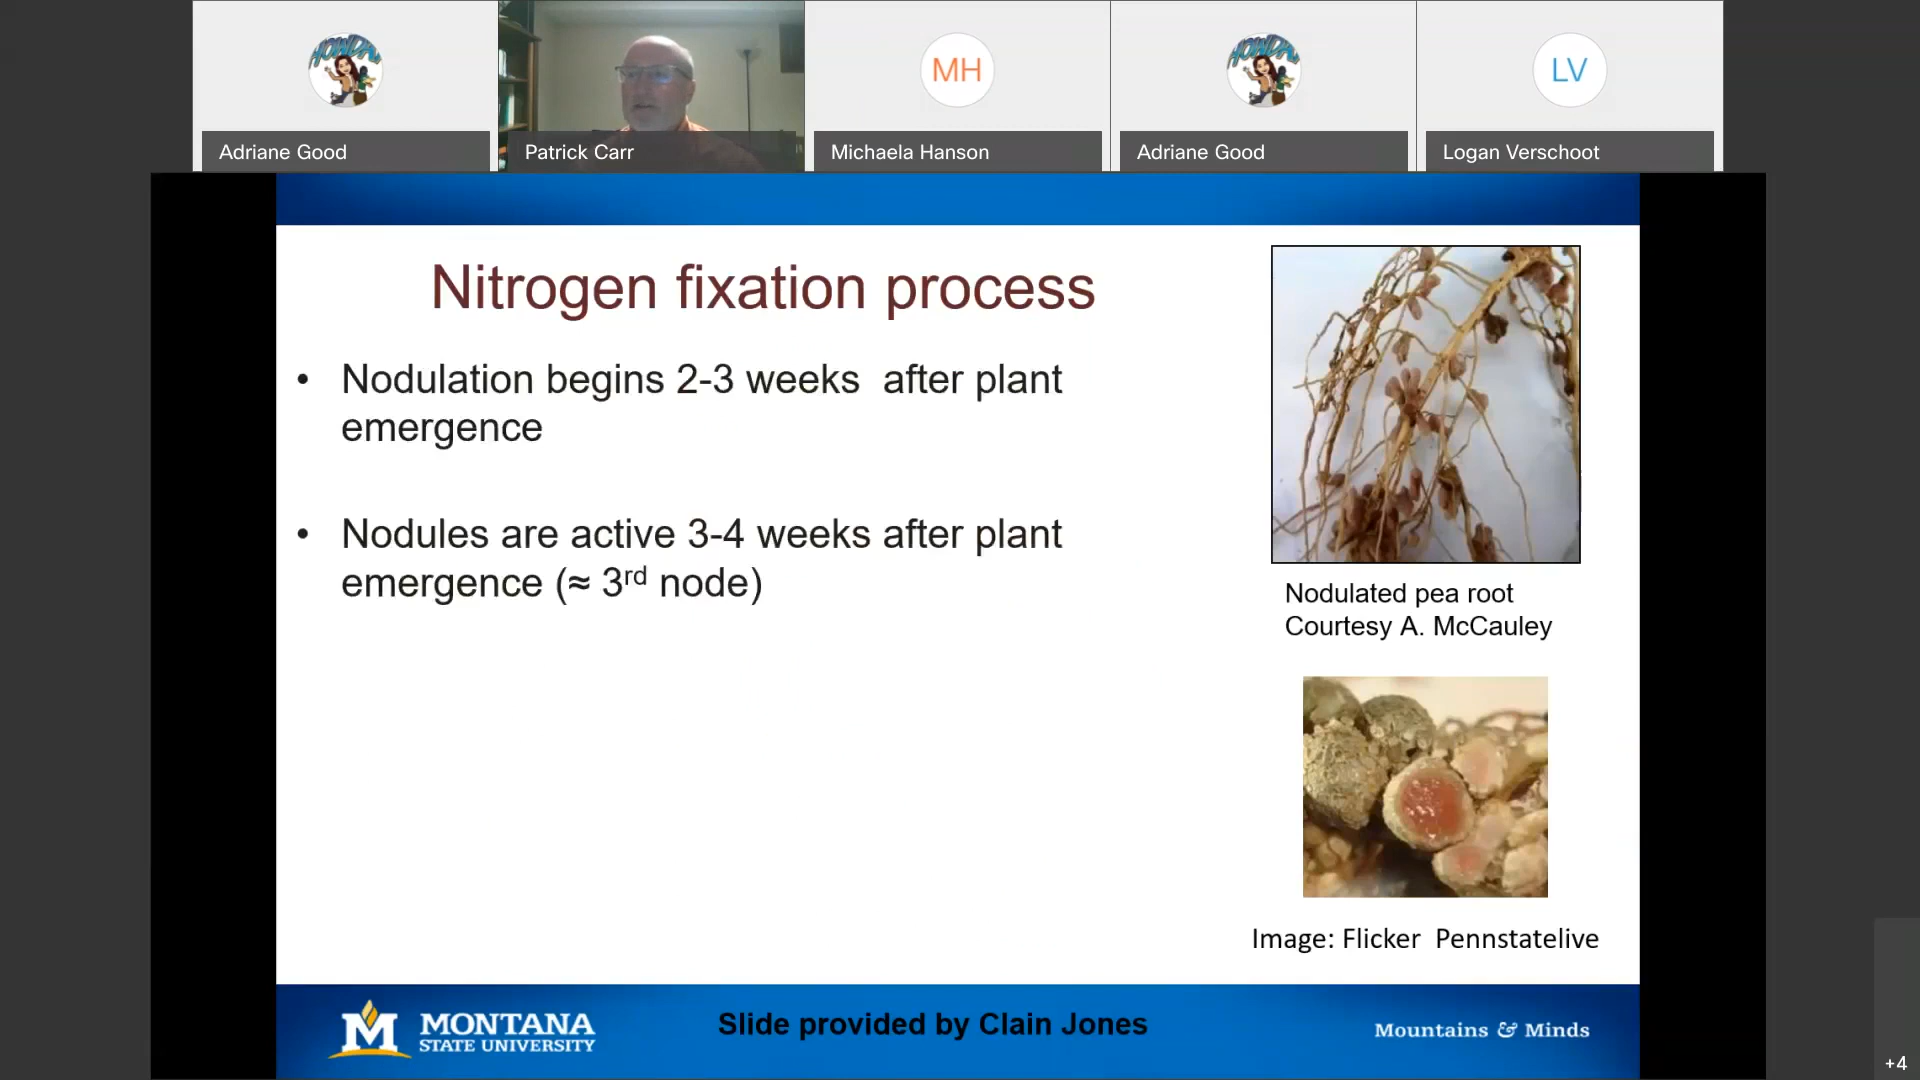 HOWDY
MH
HOWDY
LV
Adriane Good
Patrick Carr
Michaela Hanson
Adriane Good
Logan Verschoot
Nitrogen fixation process
• Nodulation begins 2-3 weeks after plant
emergence
• Nodules are active 3-4 weeks after plant
emergence (≈ 3rd node)
Nodulated pea root
Courtesy A. McCauley
Image: Flicker Pennstatelive
M MONTANA
STATE UNIVERSITY
Slide provided by Clain Jones
Mountains & Minds
+4